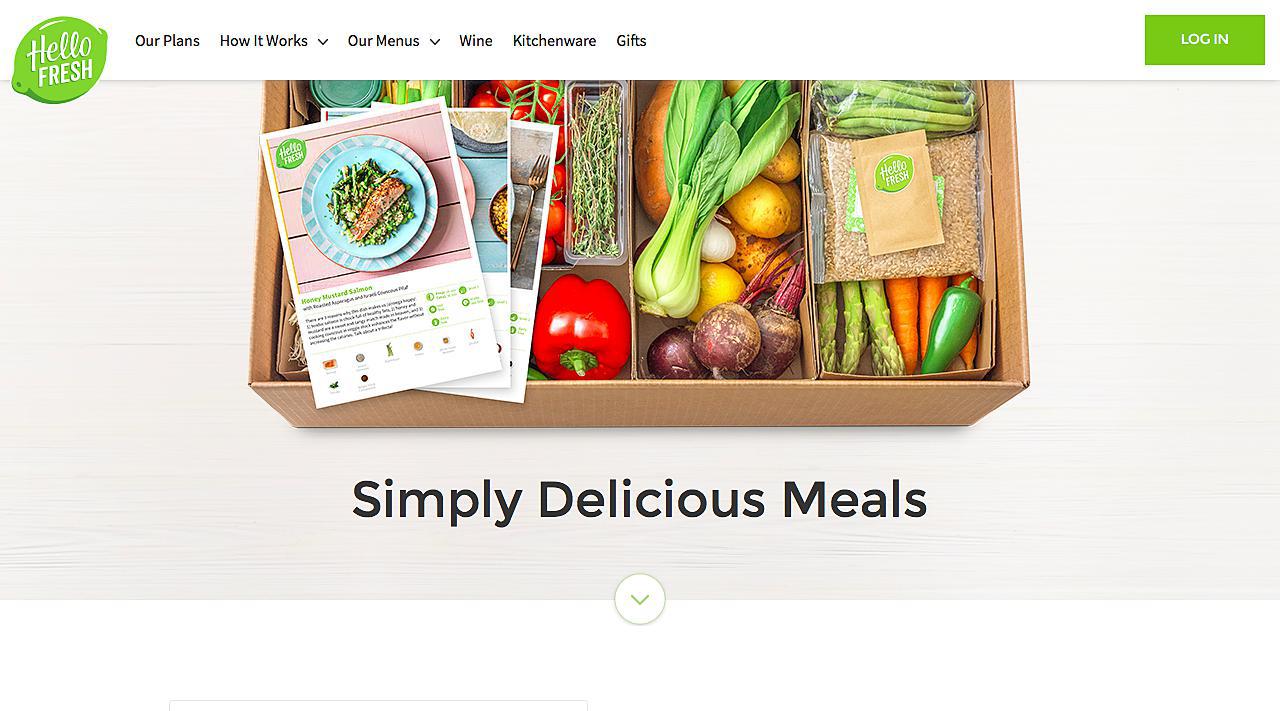 Hello
FRESH
Our Plans
How It Works
Our Menus
Wine
Kitchenware
Gifts
LOG IN
Hello
FRESH
Hello
FRESH
Honey Mustard Salmon
with Roasted Asparagus and Israeli Couscous Pilaf
Simply Delicious Meals